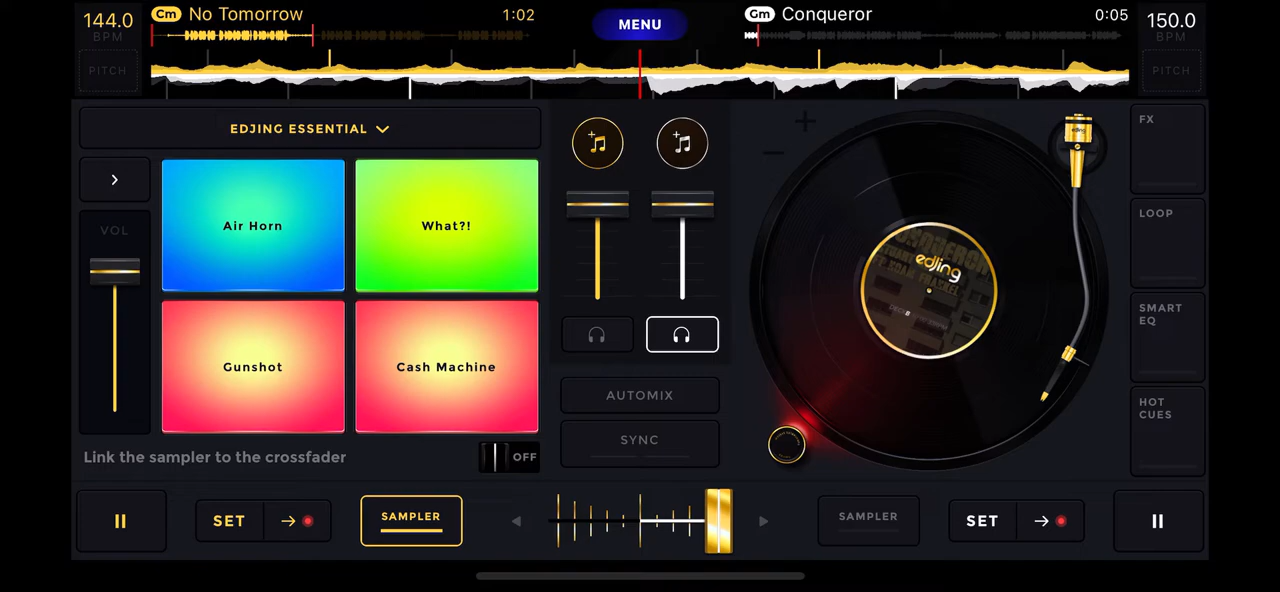 144.0
BPM
PITCH
Cm No Tomorrow
1:02
MENU
Gm Conqueror
0:05
150.0
BPM
PITCH
EDJING ESSENTIAL
VOL
Air Horn
What?!
Gunshot
Cash Machine
Link the sampler to the crossfader
OFF
AUTOMIX
SYNC
edjing
FX
LOOP
SMART
EQ
HOT
CUES
SET
SAMPLER
SAMPLER
SET